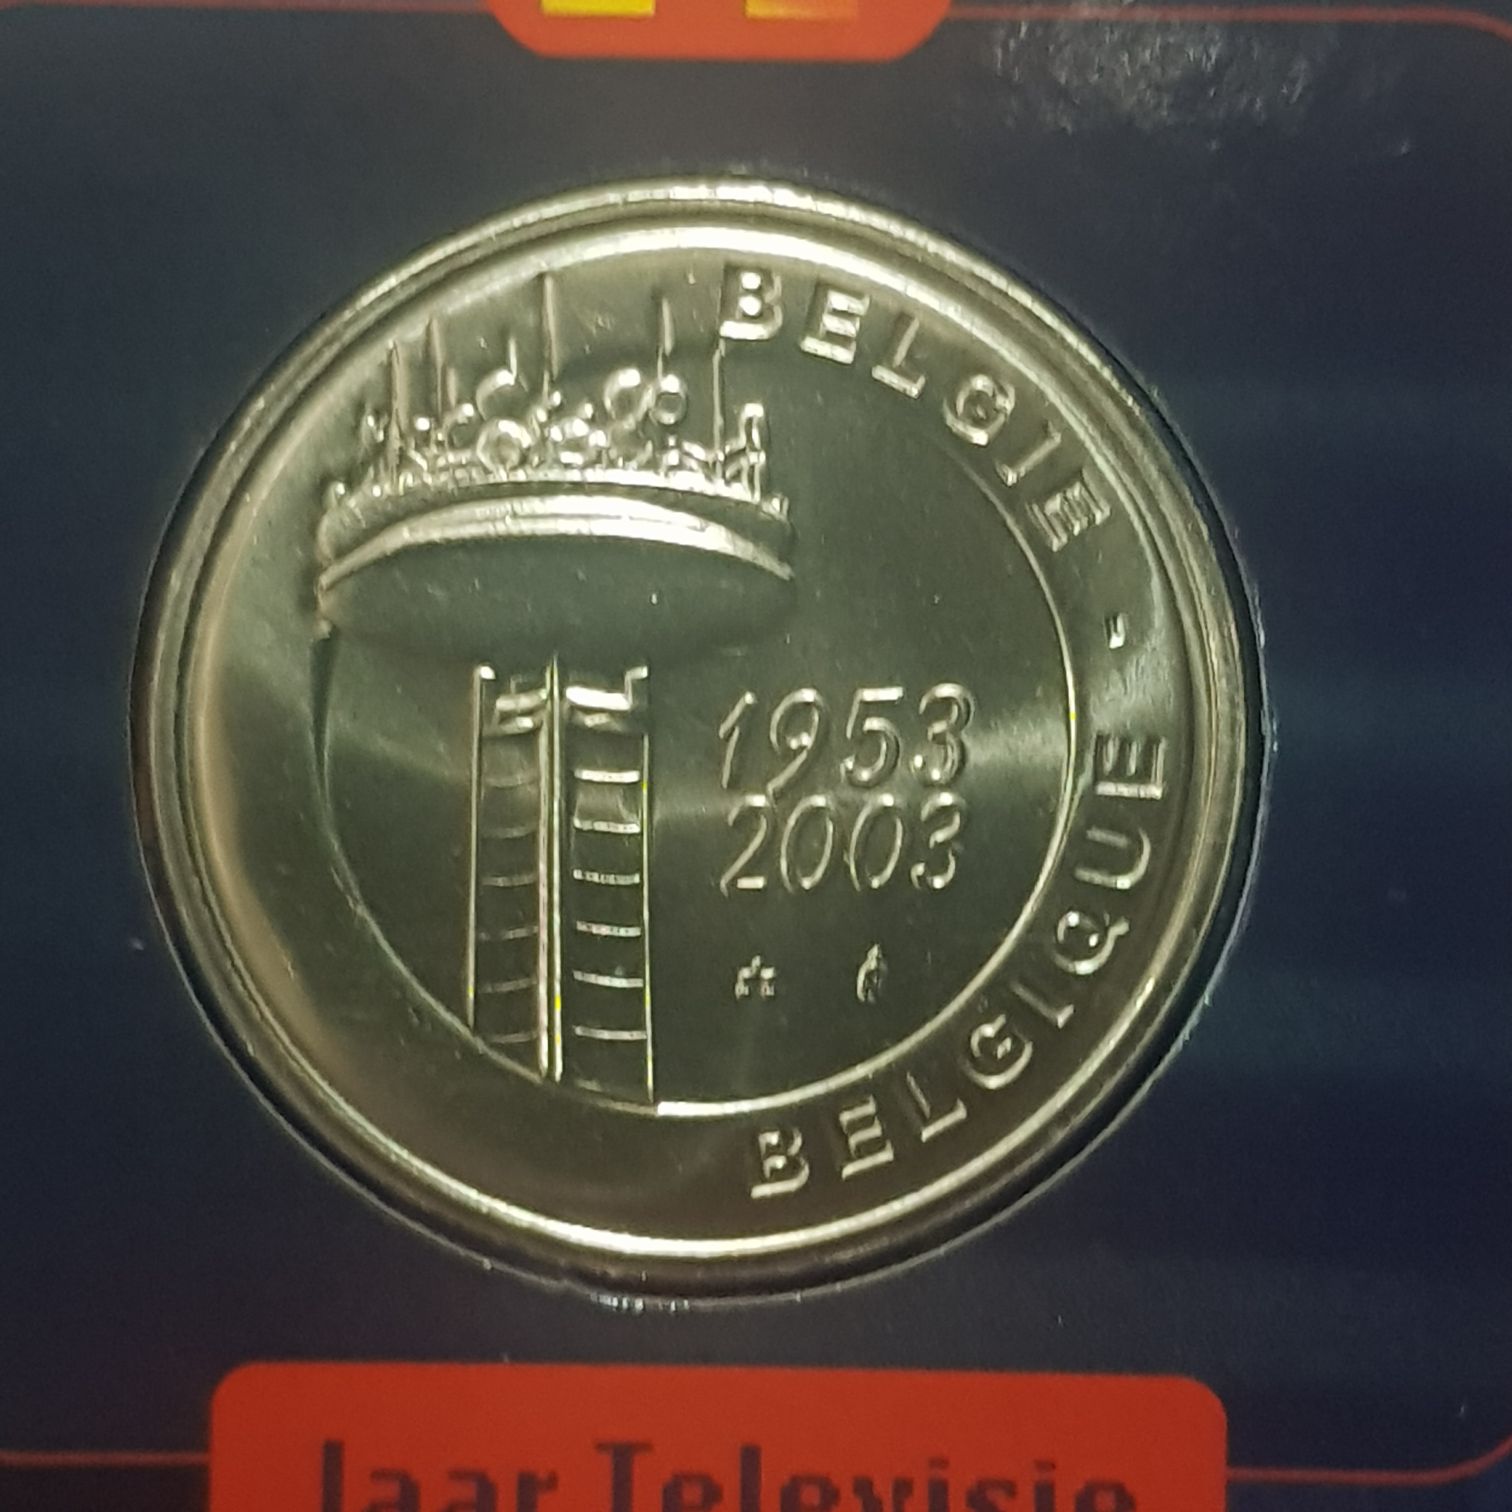 BELGIE - BELGIQUE
1953
2003
Jaar Televisie